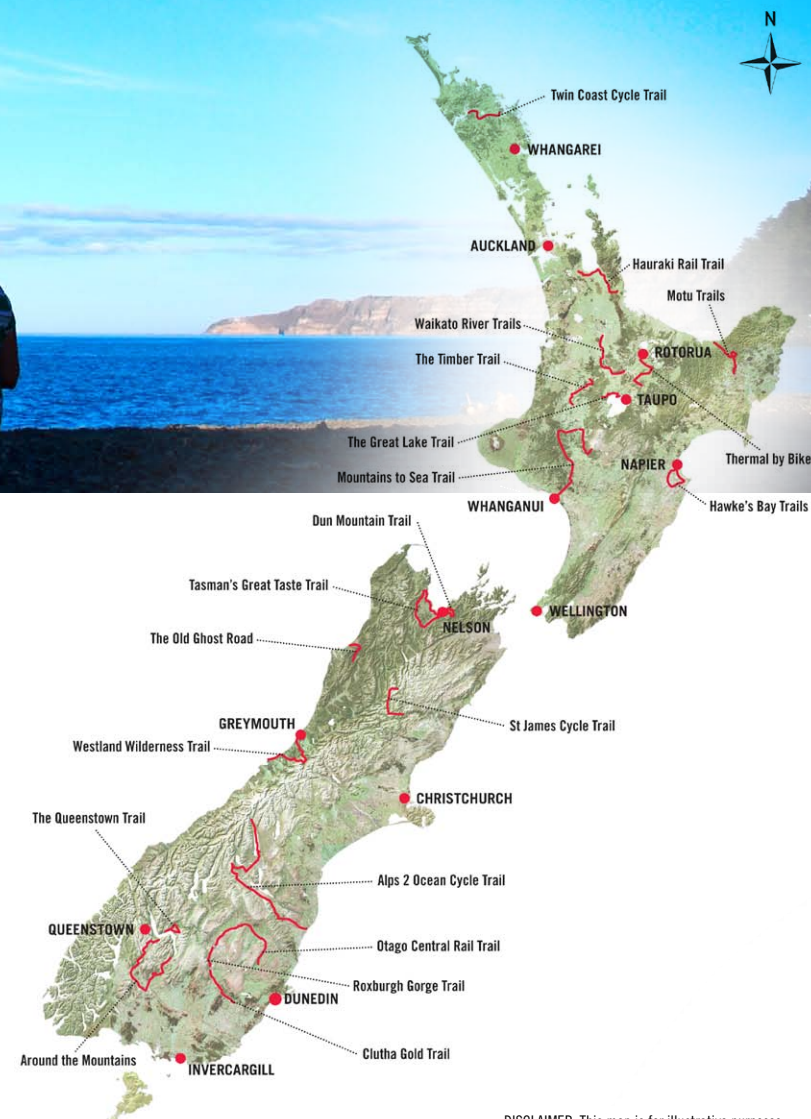 N
Twin Coast Cycle Trail
WHANGAREI
AUCKLAND
Hauraki Rail Trail
Motu Trails
Waikato River Trails
ROTORUA
The Timber Trail
TAUPO
The Great Lake Trail
Thermal by Bike
NAPIER
Mountains to Sea Trail
WHANGANUI
Hawke's Bay Trails
Dun Mountain Trail
Tasman's Great Taste Trail
WELLINGTON
NELSON
The Old Ghost Road
GREYMOUTH
St James Cycle Trail
Westland Wilderness Trail
CHRISTCHURCH
The Queenstown Trail
Alps 2 Ocean Cycle Trail
QUEENSTOWN
Otago Central Rail Trail
Roxburgh Gorge Trail
DUNEDIN
Clutha Gold Trail
Around the Mountains
INVERCARGILL
DISCLAIMER: This map is for illustrative purposes